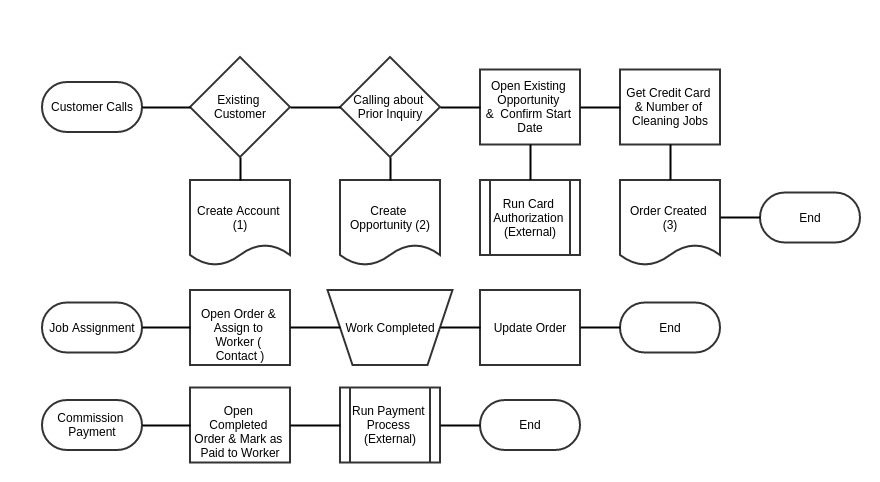 Customer Calls
Existing
Customer
Calling about
Prior Inquiry
Open Existing
Opportunity
& Confirm Start
Date
Get Credit Card
& Number of
Cleaning Jobs
Create Account
(1)
Create
Opportunity (2)
Run Card
Authorization
(External)
Order Created
(3)
End
Job Assignment
Open Order &
Assign to
Worker (
Contact )
Work Completed
Update Order
End
Commission
Payment
Open
Completed
Order & Mark as
Paid to Worker
Run Payment
Process
(External)
End